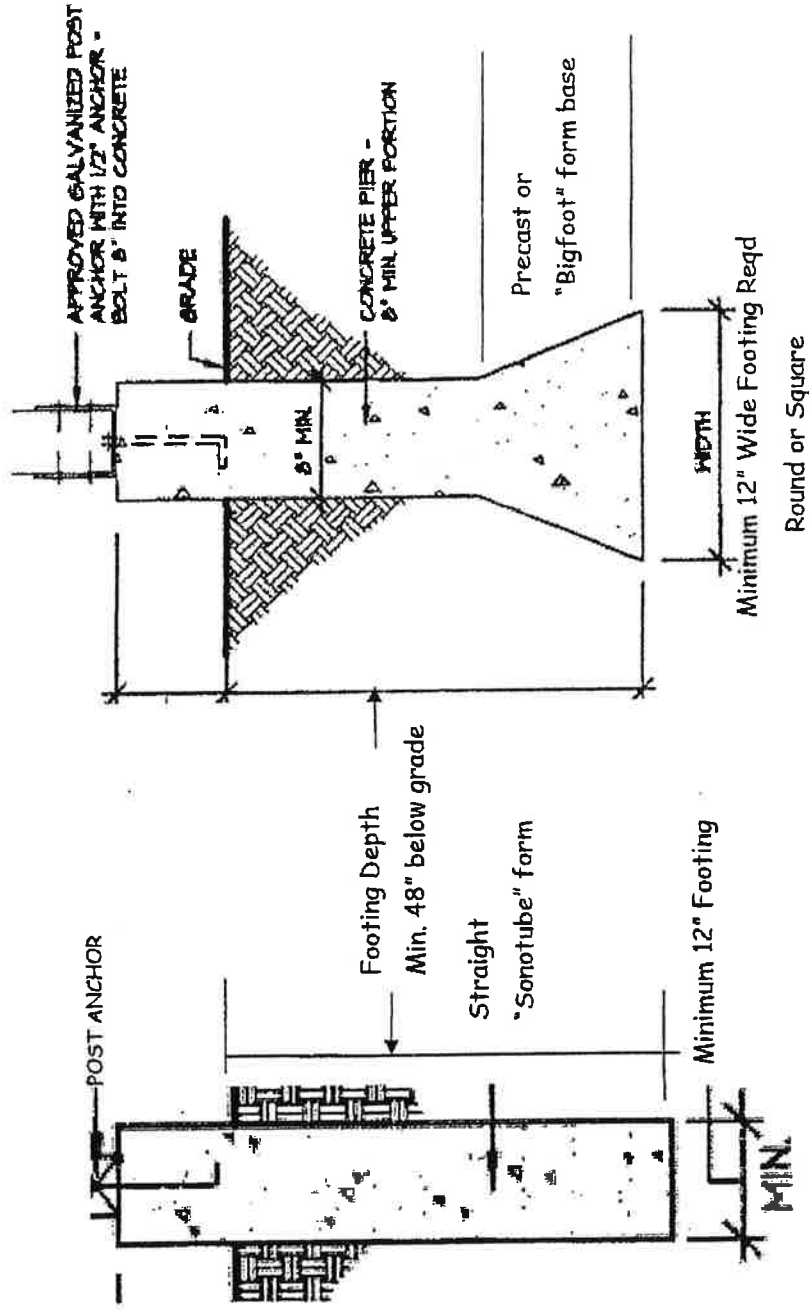 POST ANCHOR
Footing Depth
Min. 48" below grade
Straight
"Sonotube" form
Minimum 12" Footing
MIN.
APPROVED GALVANIZED POST
ANCHOR WITH 1/2" ANCHOR -
BOLT 8" INTO CONCRETE
GRADE
8" MIN.
CONCRETE PIER -
8" MIN. UPPER PORTION
Precast or
"Bigfoot" form base
WIDTH
Minimum 12" Wide Footing Reqd
Round or Square